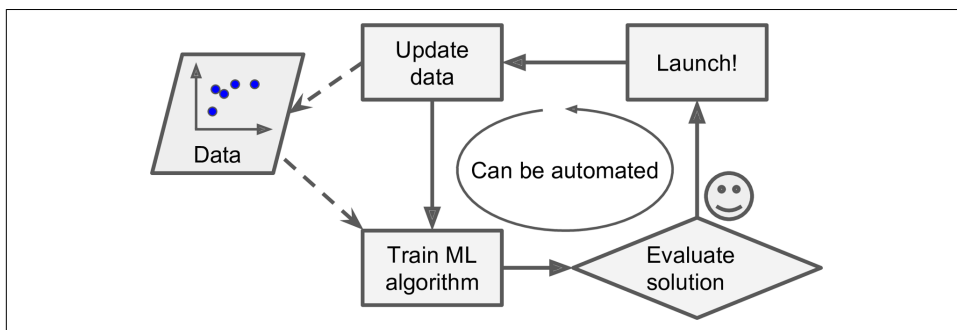 Update
data
Launch!
Data
Can be automated
Train ML
algorithm
Evaluate
solution